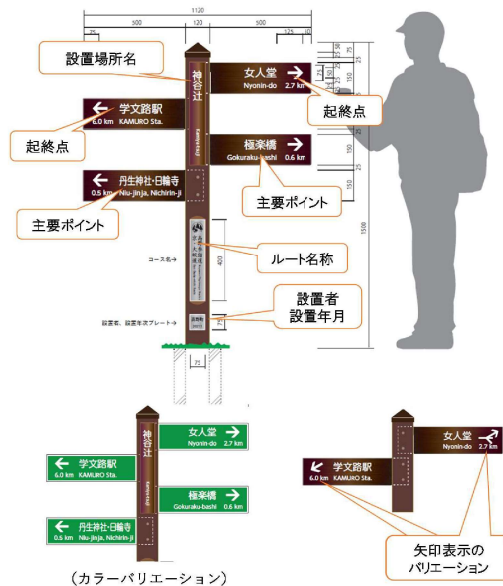 1120
500 120 500
75 125 10
設置場所名
神谷辻
Kamiya-tsuji
女人堂 →
Nyonin-do 2.7 km
← 学文路駅
6.0 km KAMURO Sta.
起終点
起終点
極楽橋 →
Gokuraku-bashi 0.6 km
← 丹生神社・日輪寺
0.5 km Niu-jinja, Nichirin-ji
主要ポイント
主要ポイント
コース名→
ルート名称
400
設置者
設置年月
設置者、設置年次プレート→
75
75
1500
神谷辻
女人堂 →
Nyonin-do 2.7 km
← 学文路駅
6.0 km KAMURO Sta.
極楽橋 →
Gokuraku-bashi 0.6 km
← 丹生神社・日輪寺
0.5 km Niu-jinja, Nichirin-ji
(カラーバリエーション)
女人堂
Nyonin-do 2.7 km
学文路駅
6.0 km KAMURO Sta.
矢印表示の
バリエーション